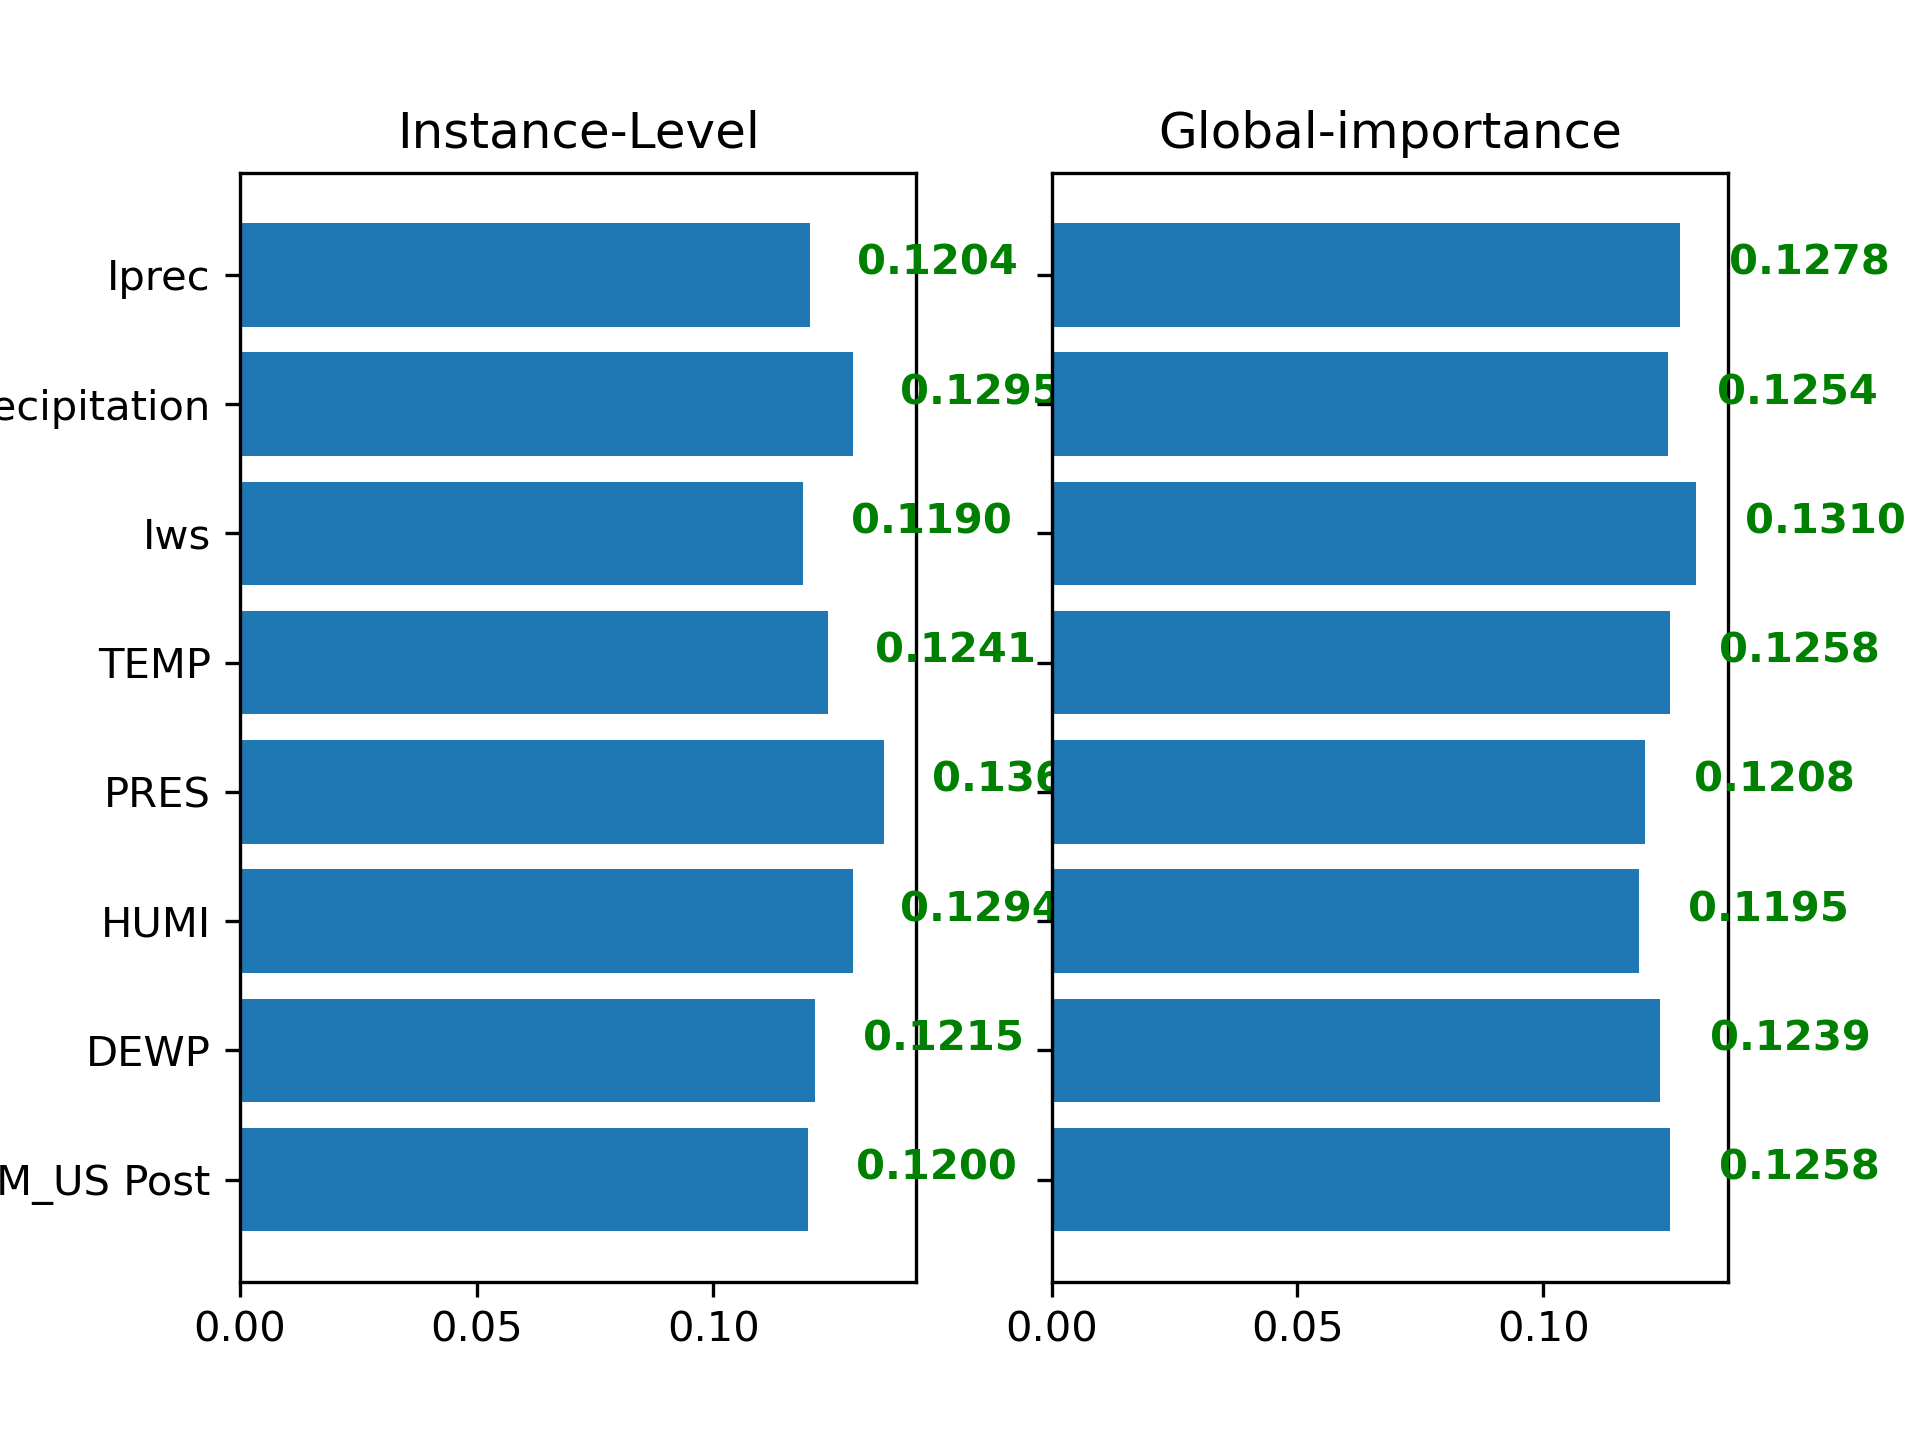 Instance-Level Global-importance
Iprec 0.1204 0.1278
ecipitation 0.1295 0.1254
Iws 0.1190 0.1310
TEMP 0.1241 0.1258
PRES 0.136 0.1208
HUMI 0.1294 0.1195
DEWP 0.1215 0.1239
M_US Post 0.1200 0.1258
0.00 0.05 0.10 0.00 0.05 0.10